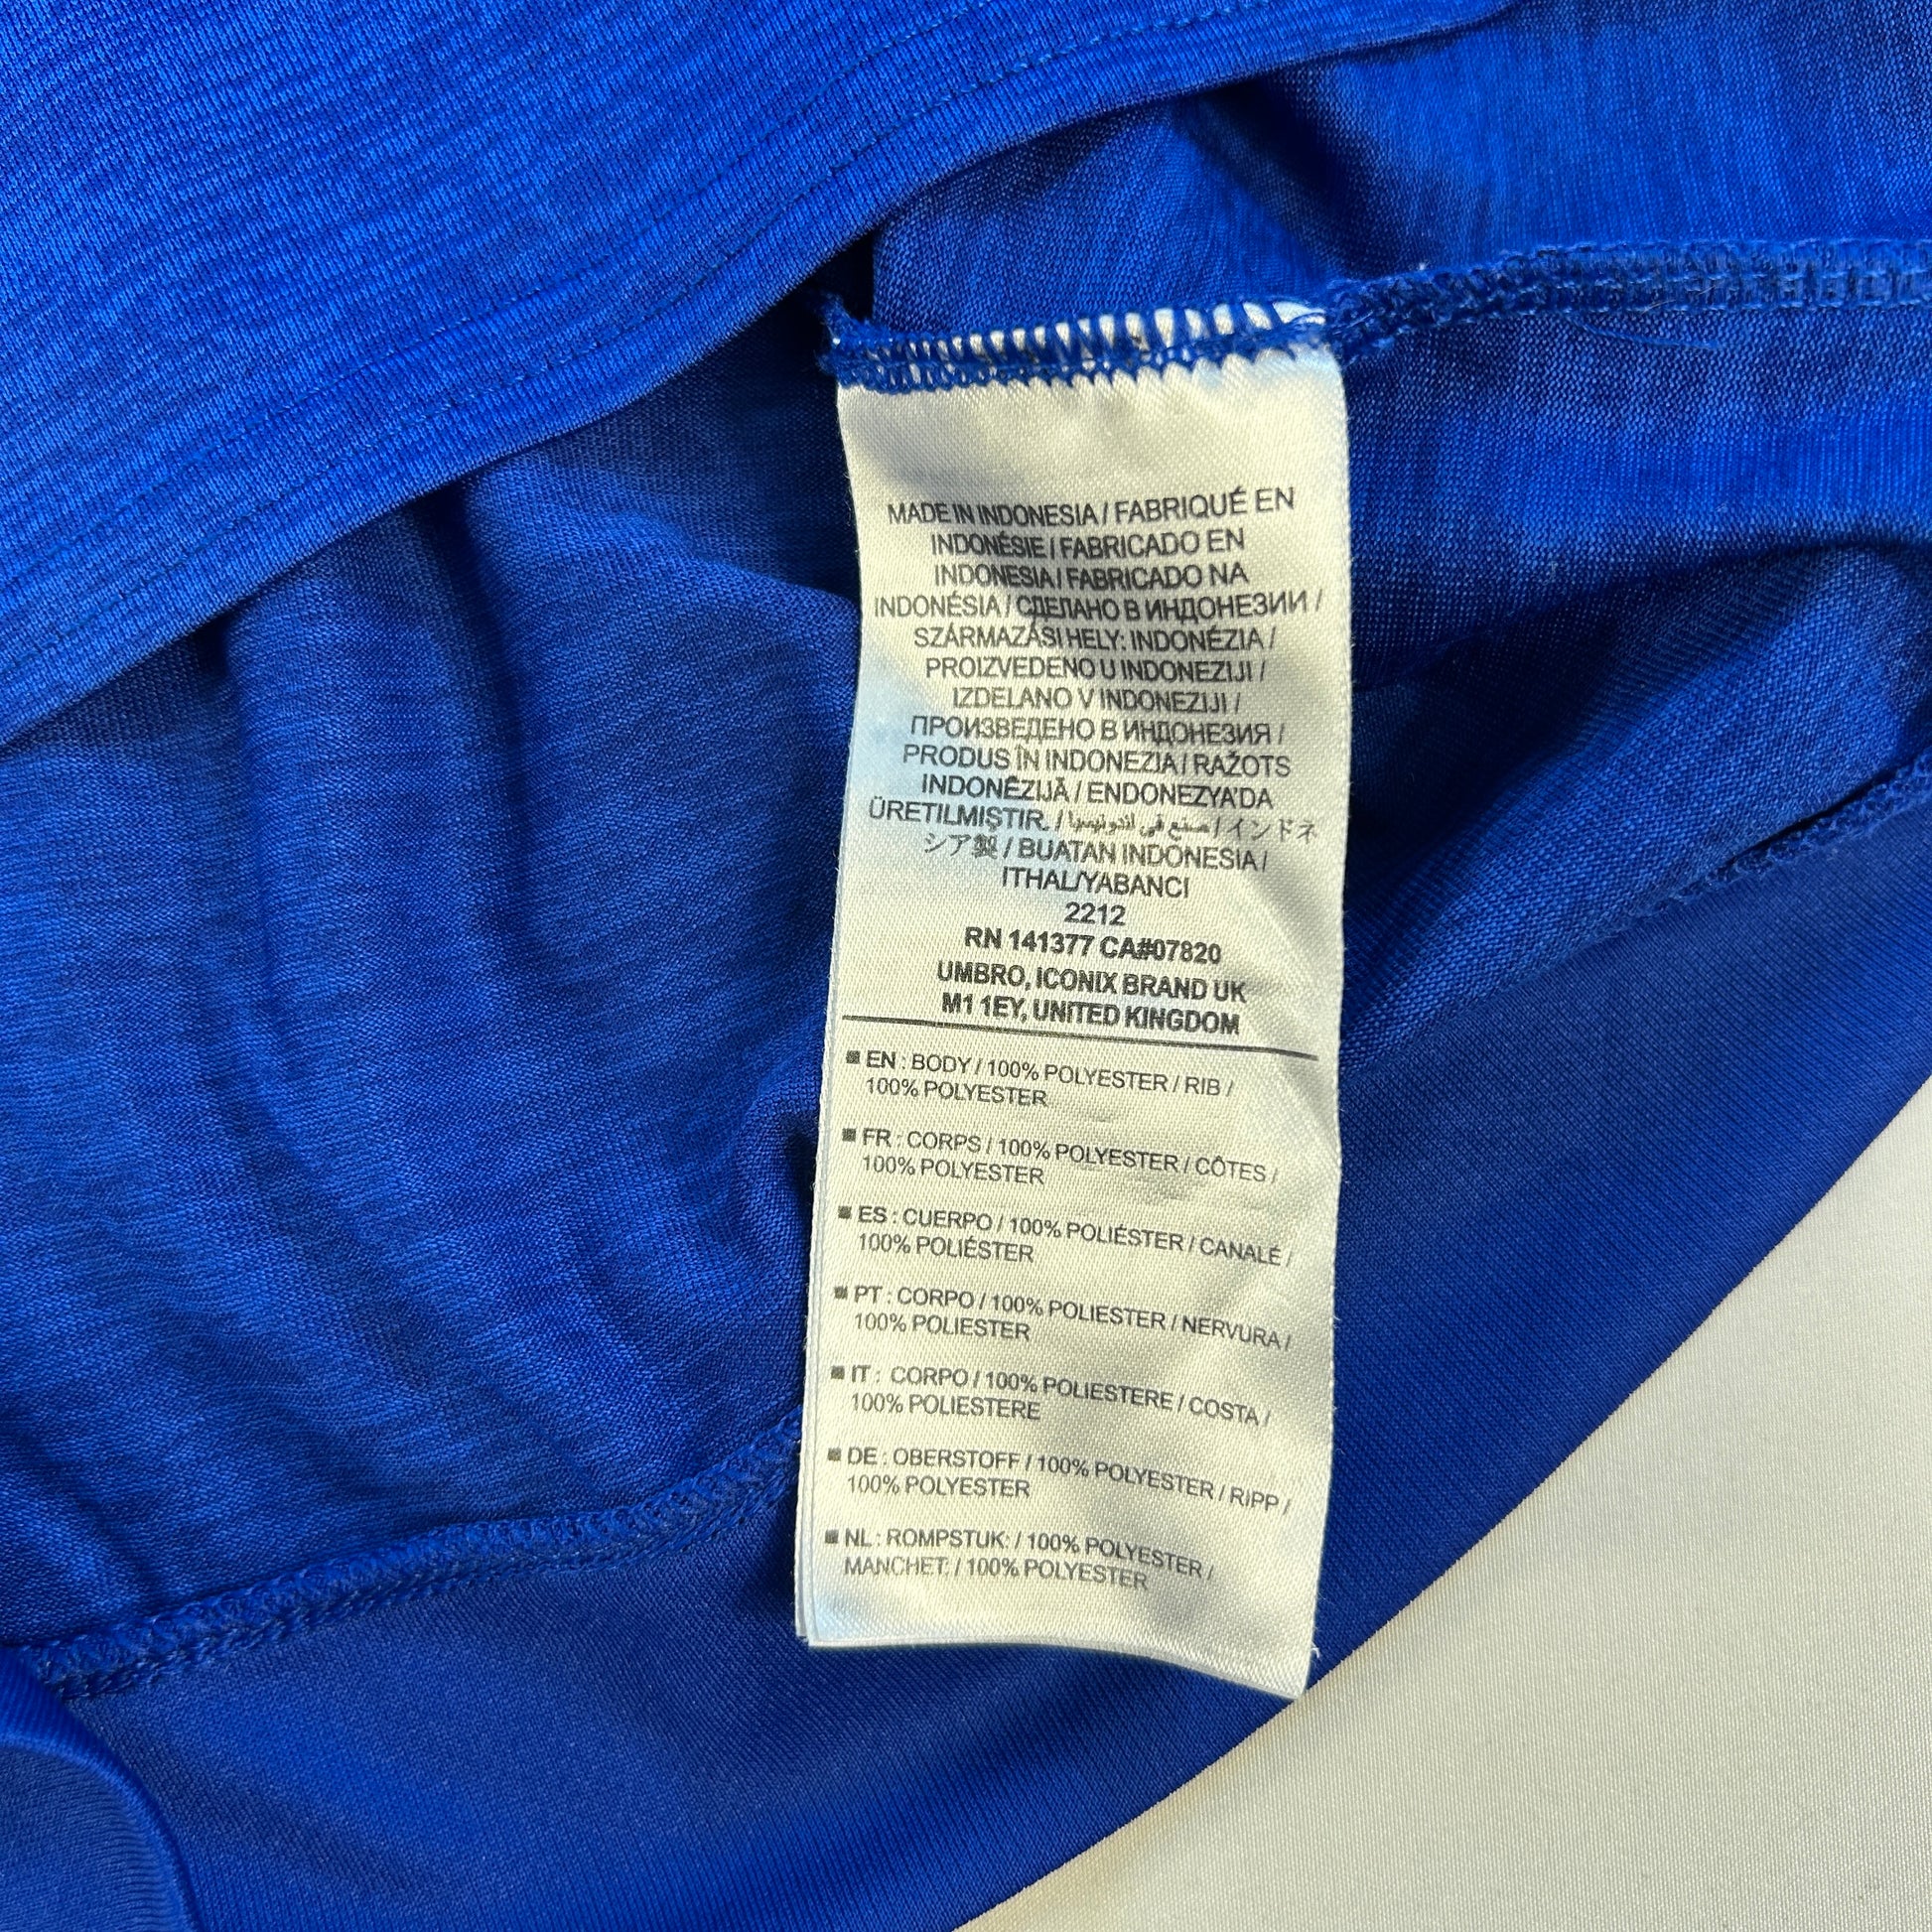 MADE IN INDONESIA / FABRIQUÉ EN
INDONÉSIE / FABRICADO EN
INDONESIA / FABRICADO NA
INDONÉSIA / СДЕЛАНО В ИНДОНЕЗИИ /
SZÁRMAZÁSI HELY: INDONÉZIA /
PROIZVEDENO U INDONEZIJI /
IZDELANO V INDONEZIJI /
ПРОИЗВЕДЕНО В ИНДОНЕЗИЯ /
PRODUS ÎN INDONEZIA / RAŽOTS
INDONĒZIJĀ / ENDONEZYA'DA
ÜRETILMIŞTIR. / صنع في اندونيسيا / インドネ
シア製 / BUATAN INDONESIA /
ITHAL/YABANCI
2212
RN 141377 CA#07820
UMBRO, ICONIX BRAND UK
M1 1EY, UNITED KINGDOM
■ EN : BODY / 100% POLYESTER / RIB /
100% POLYESTER
■ FR : CORPS / 100% POLYESTER / CÔTES /
100% POLYESTER
■ ES : CUERPO / 100% POLIÉSTER / CANALÉ /
100% POLIÉSTER
■ PT : CORPO / 100% POLIESTER / NERVURA /
100% POLIESTER
■ IT : CORPO / 100% POLIESTERE / COSTA /
100% POLIESTERE
■ DE : OBERSTOFF / 100% POLYESTER / RIPP /
100% POLYESTER
■ NL : ROMPSTUK: / 100% POLYESTER /
MANCHET: / 100% POLYESTER